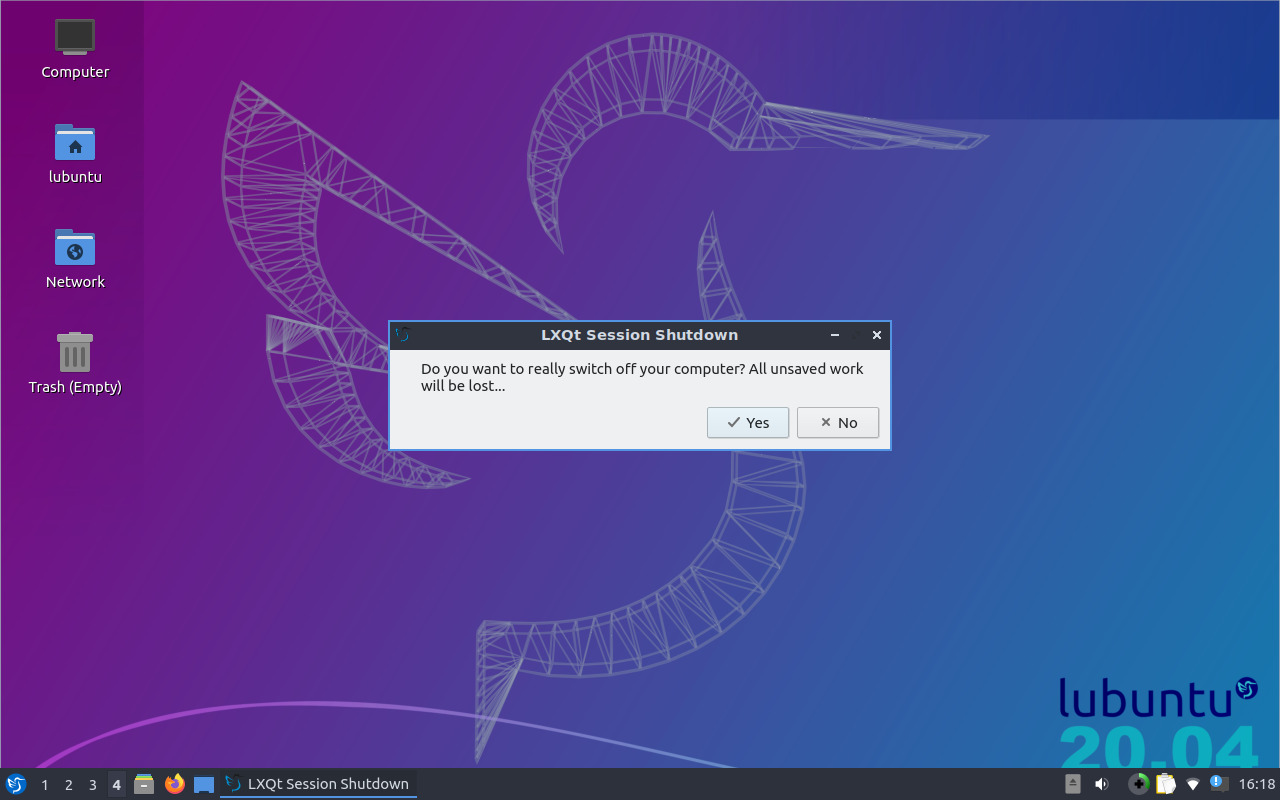 Computer
lubuntu
Network
Trash (Empty)
LXQt Session Shutdown
Do you want to really switch off your computer? All unsaved work
will be lost...
Yes No
lubuntu
20.04
1 2 3 4 LXQt Session Shutdown 16:18